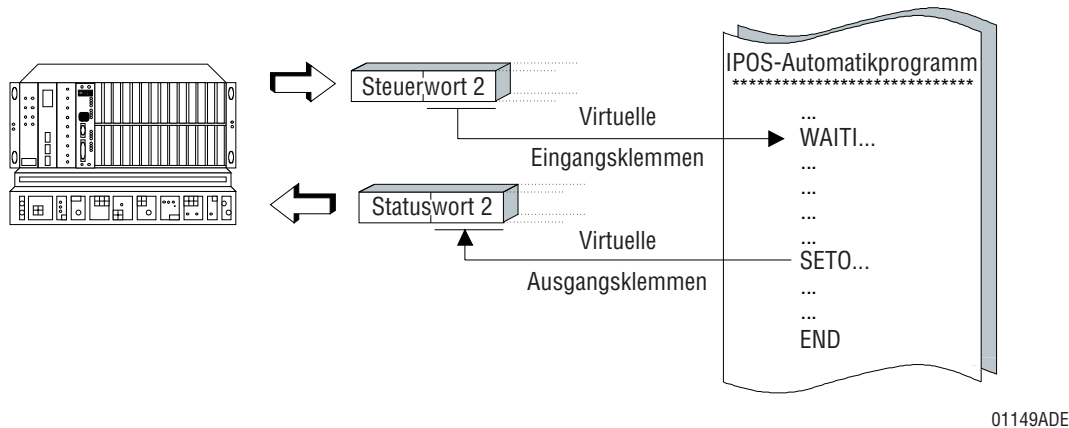 Steuerwort 2
Virtuelle
Eingangsklemmen
Statuswort 2
Virtuelle
Ausgangsklemmen
IPOS-Automatikprogramm
*****************************
...
WAITI...
...
...
...
...
SETO...
...
...
END
01149ADE